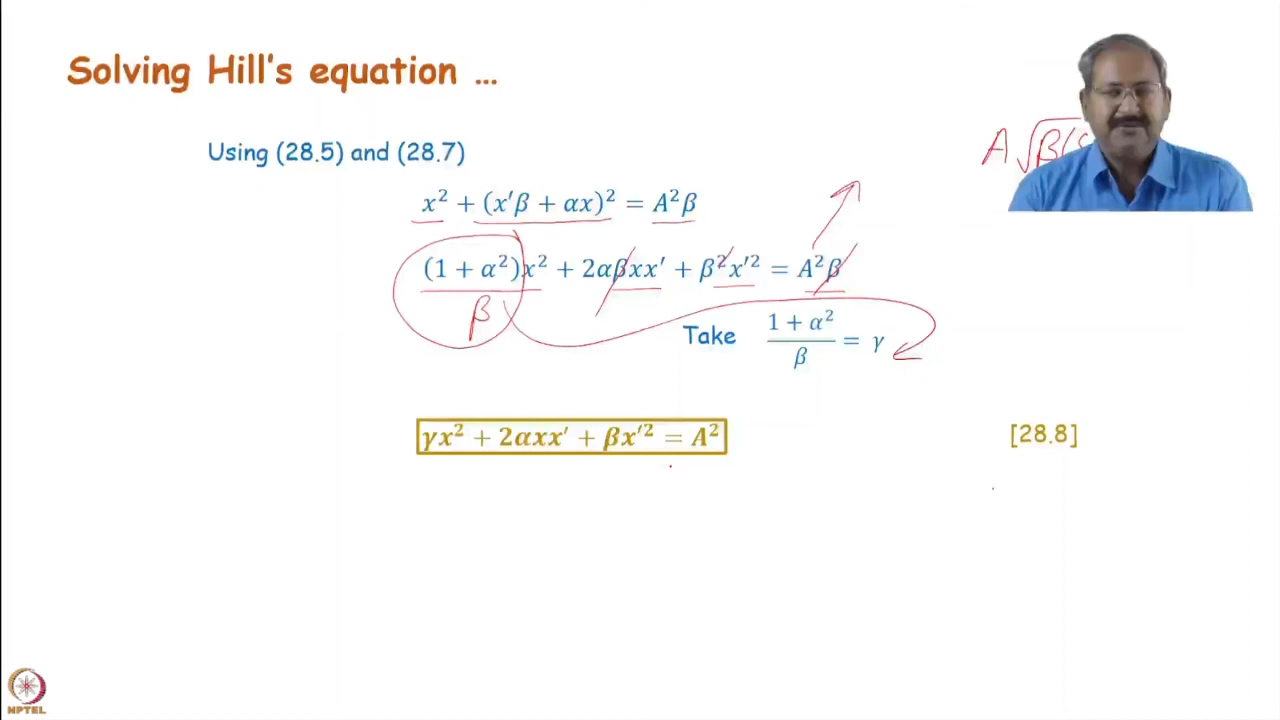 Solving Hill's equation ...
Using (28.5) and (28.7)
A√β(
x² + (x′β + αx)² = A²β
(1 + α²)x² + 2αβxx′ + β²x′² = A²β
β
Take (1 + α²)/β = γ
γx² + 2αxx′ + βx′² = A² [28.8]
NPTEL